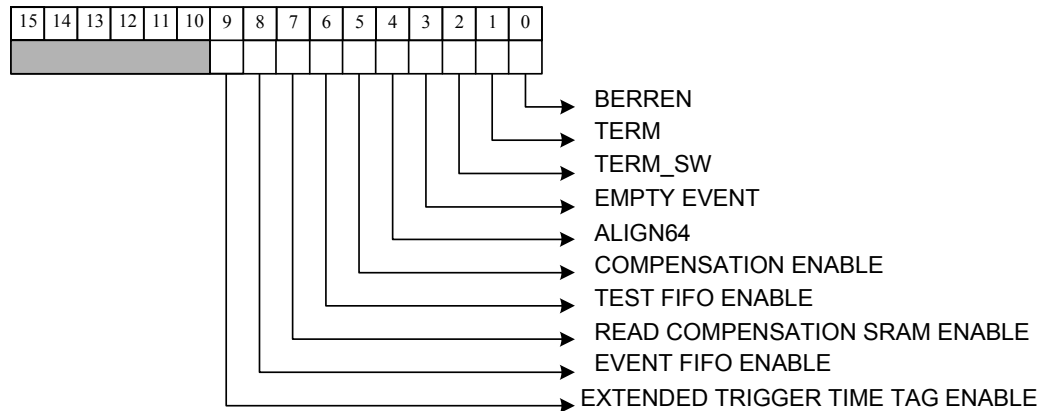 15 14 13 12 11 10 9 8 7 6 5 4 3 2 1 0
BERREN
TERM
TERM_SW
EMPTY EVENT
ALIGN64
COMPENSATION ENABLE
TEST FIFO ENABLE
READ COMPENSATION SRAM ENABLE
EVENT FIFO ENABLE
EXTENDED TRIGGER TIME TAG ENABLE